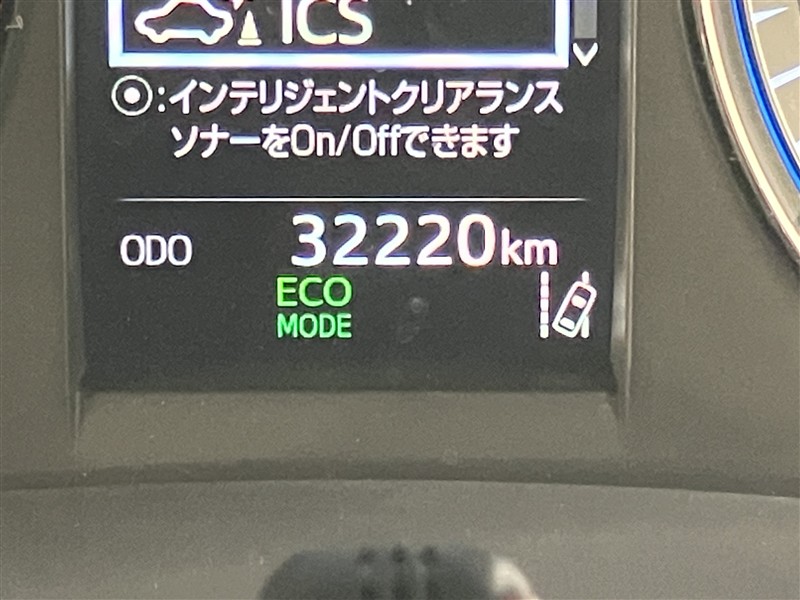 ICS
⦿:インテリジェントクリアランス
ソナーをOn/Offできます
ODO 32220km
ECO
MODE